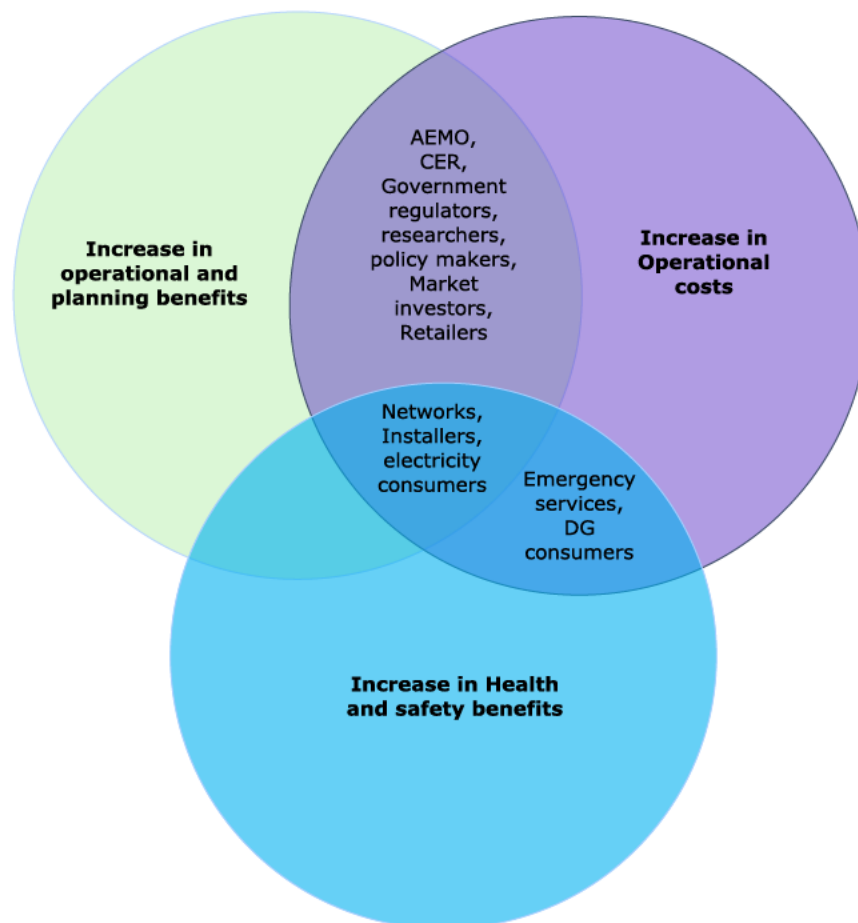 AEMO,
CER,
Government
regulators,
researchers,
policy makers,
Market
investors,
Retailers
Increase in
operational and
planning benefits
Increase in
Operational
costs
Networks,
Installers,
electricity
consumers
Emergency
services,
DG
consumers
Increase in Health
and safety benefits